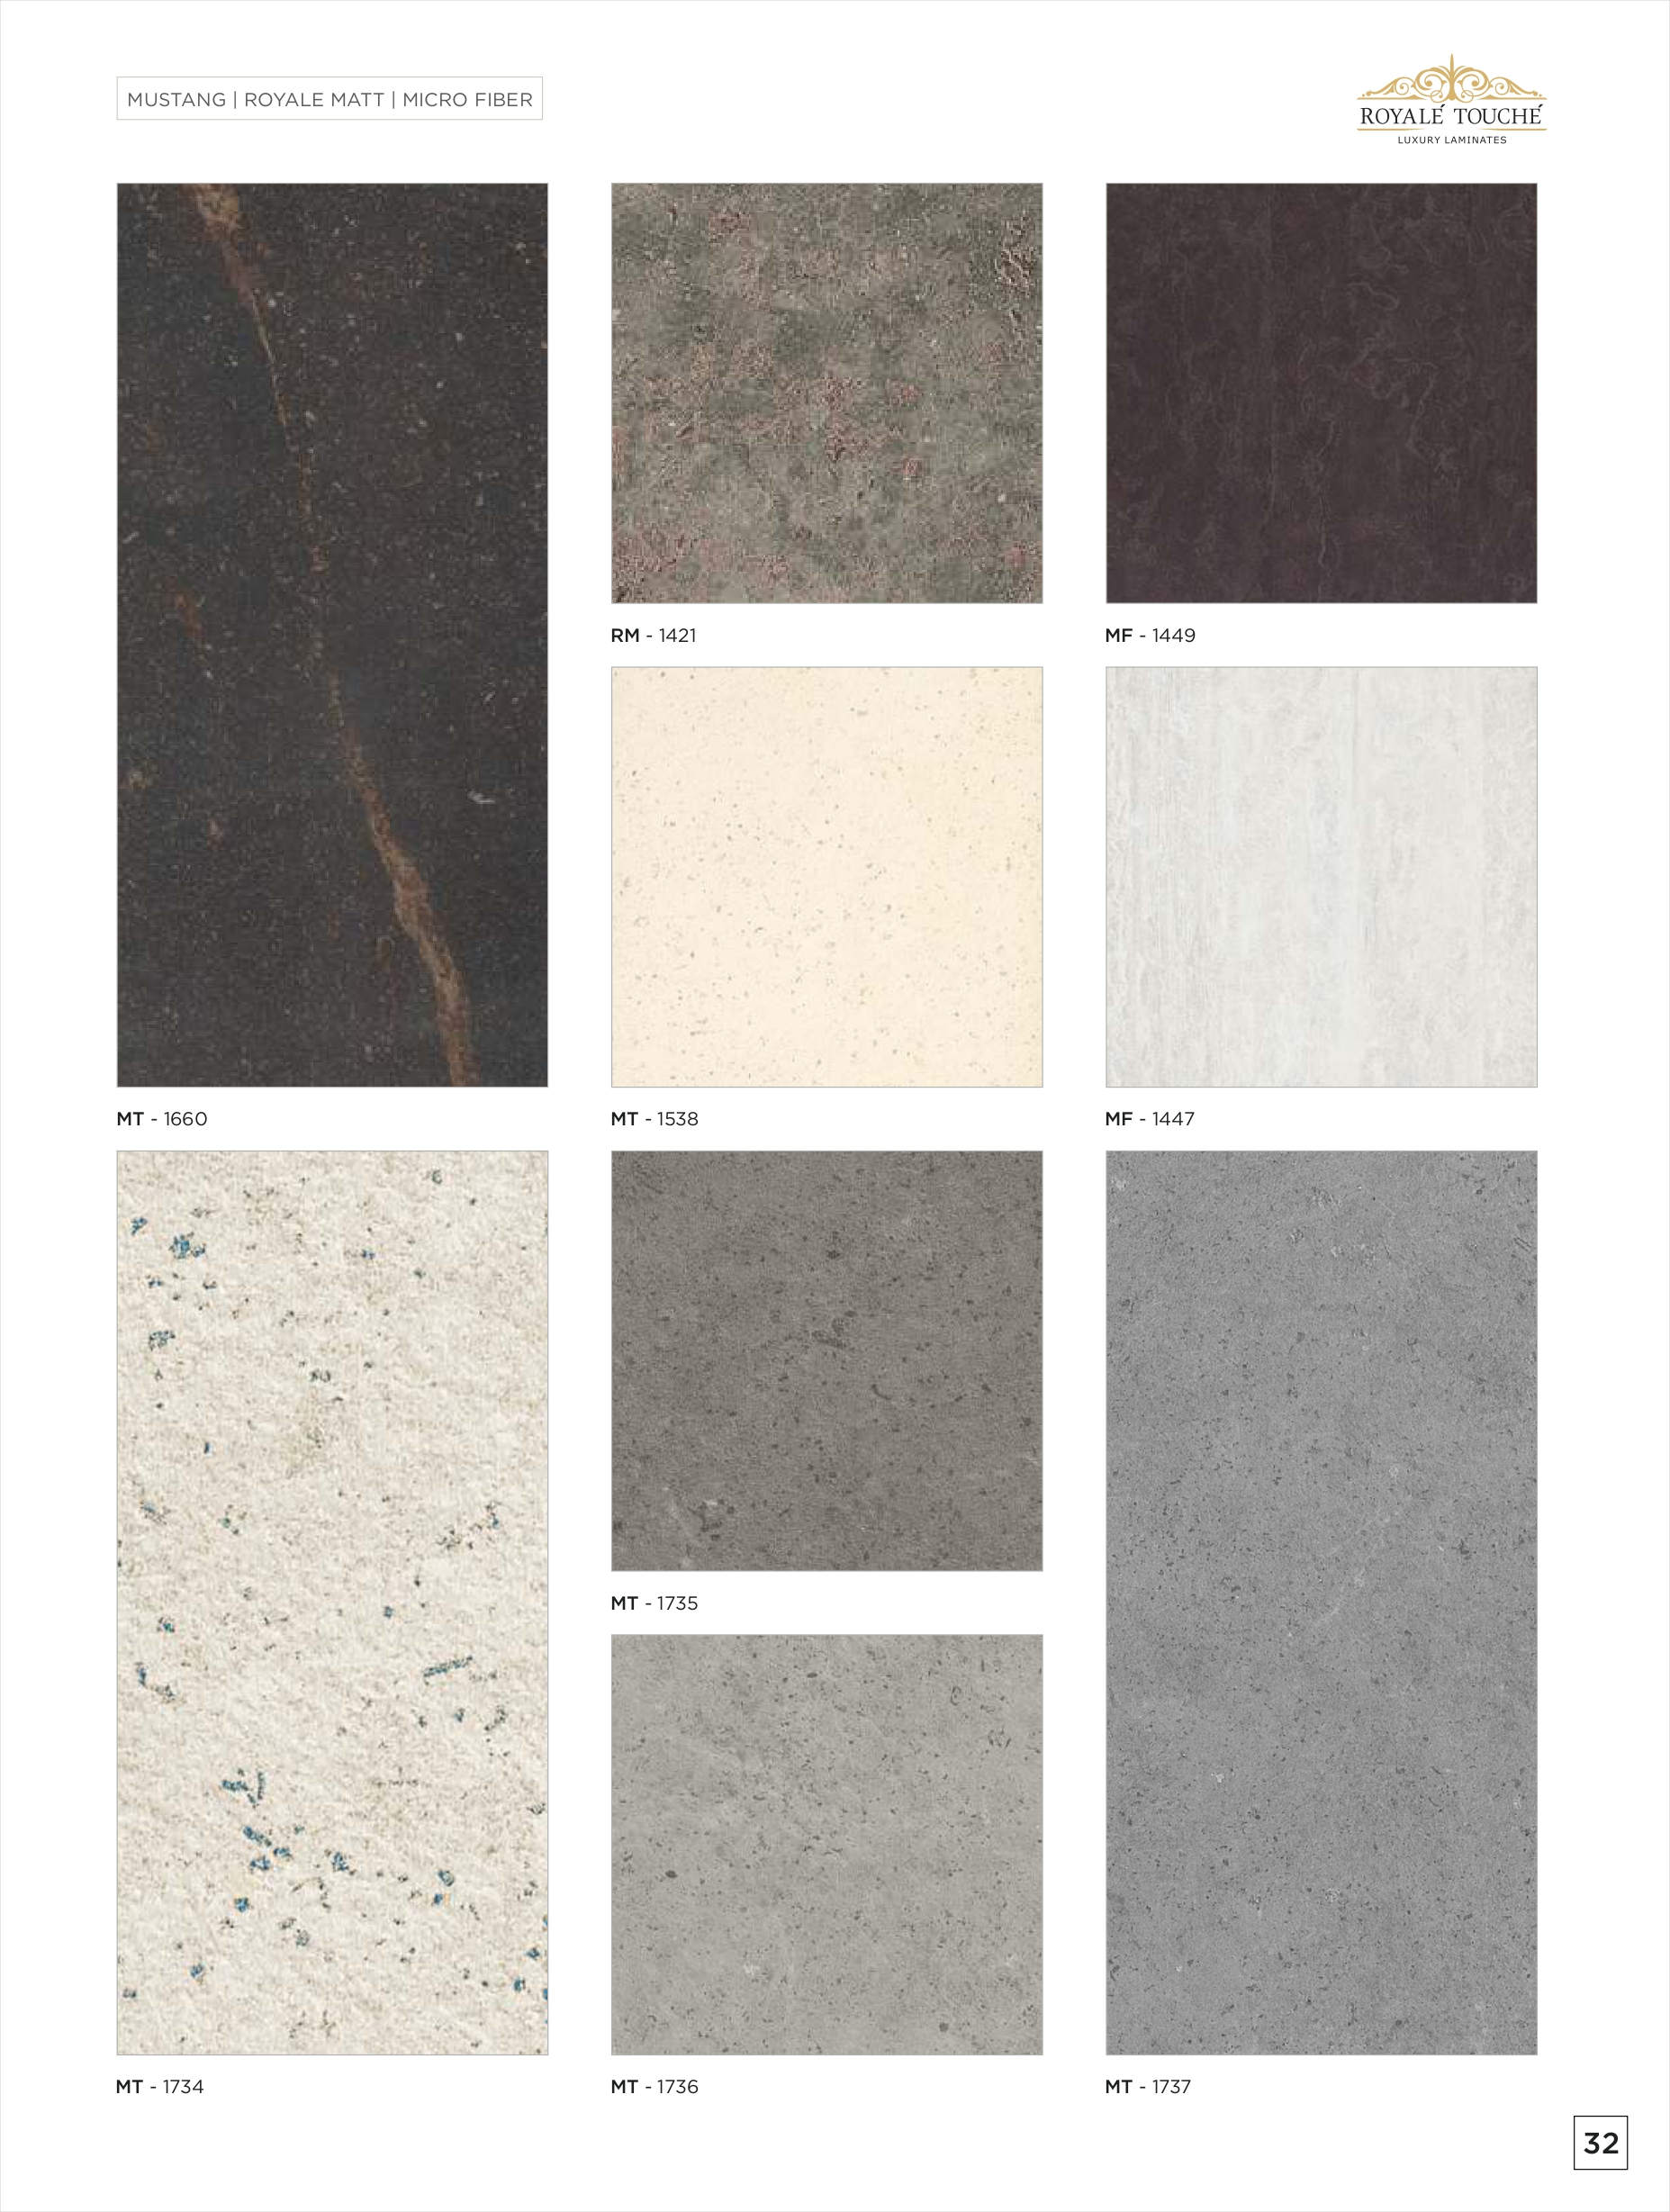 MUSTANG | ROYALE MATT | MICRO FIBER
ROYALÉ TOUCHÉ
LUXURY LAMINATES
RM - 1421
MF - 1449
MT - 1660
MT - 1538
MF - 1447
MT - 1735
MT - 1734
MT - 1736
MT - 1737
32